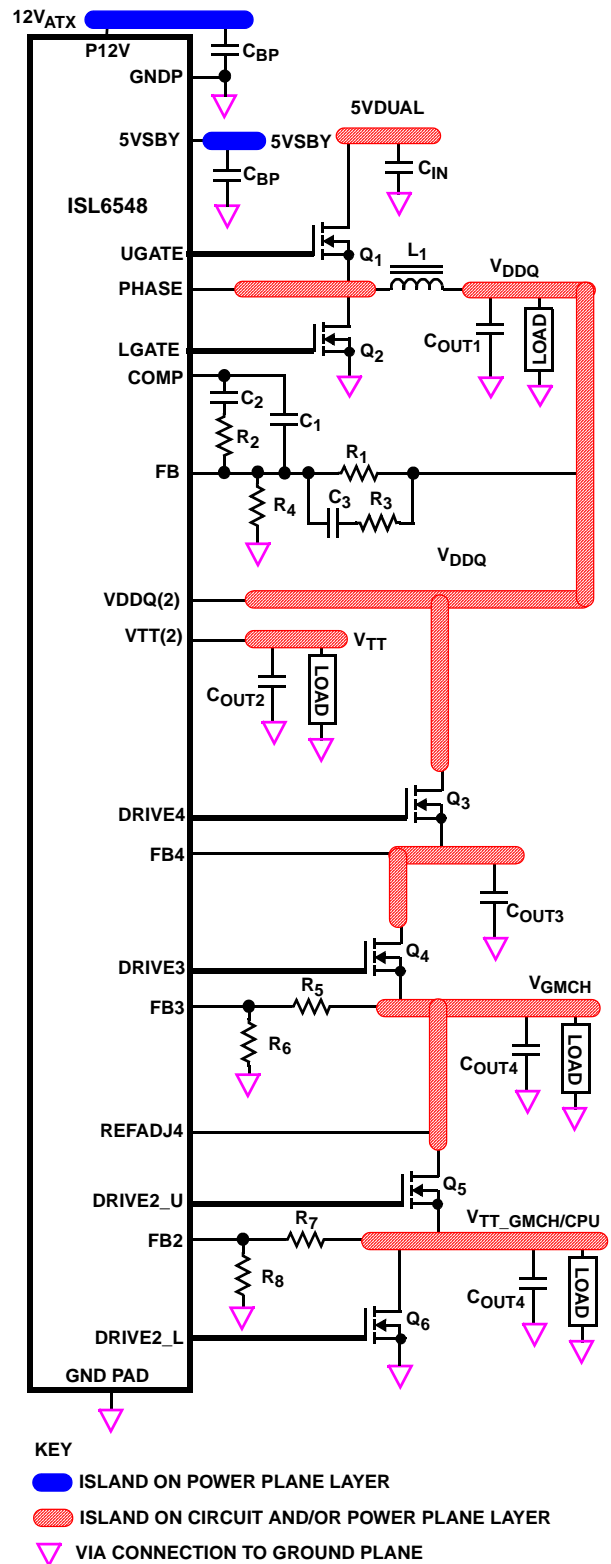 12VATX
P12V
CBP
GNDP
5VDUAL
5VSBY
5VSBY
CBP
CIN
ISL6548
UGATE
Q1
L1
VDDQ
PHASE
COUT1
LOAD
LGATE
Q2
COMP
C2
C1
R2
FB
R1
R4
C3
R3
VDDQ
VDDQ(2)
VTT(2)
VTT
COUT2
LOAD
Q3
DRIVE4
FB4
COUT3
Q4
DRIVE3
R5
VGMCH
FB3
R6
COUT4
LOAD
REFADJ4
Q5
DRIVE2_U
R7
VTT_GMCH/CPU
FB2
R8
COUT4
LOAD
Q6
DRIVE2_L
GND PAD
KEY
ISLAND ON POWER PLANE LAYER
ISLAND ON CIRCUIT AND/OR POWER PLANE LAYER
VIA CONNECTION TO GROUND PLANE